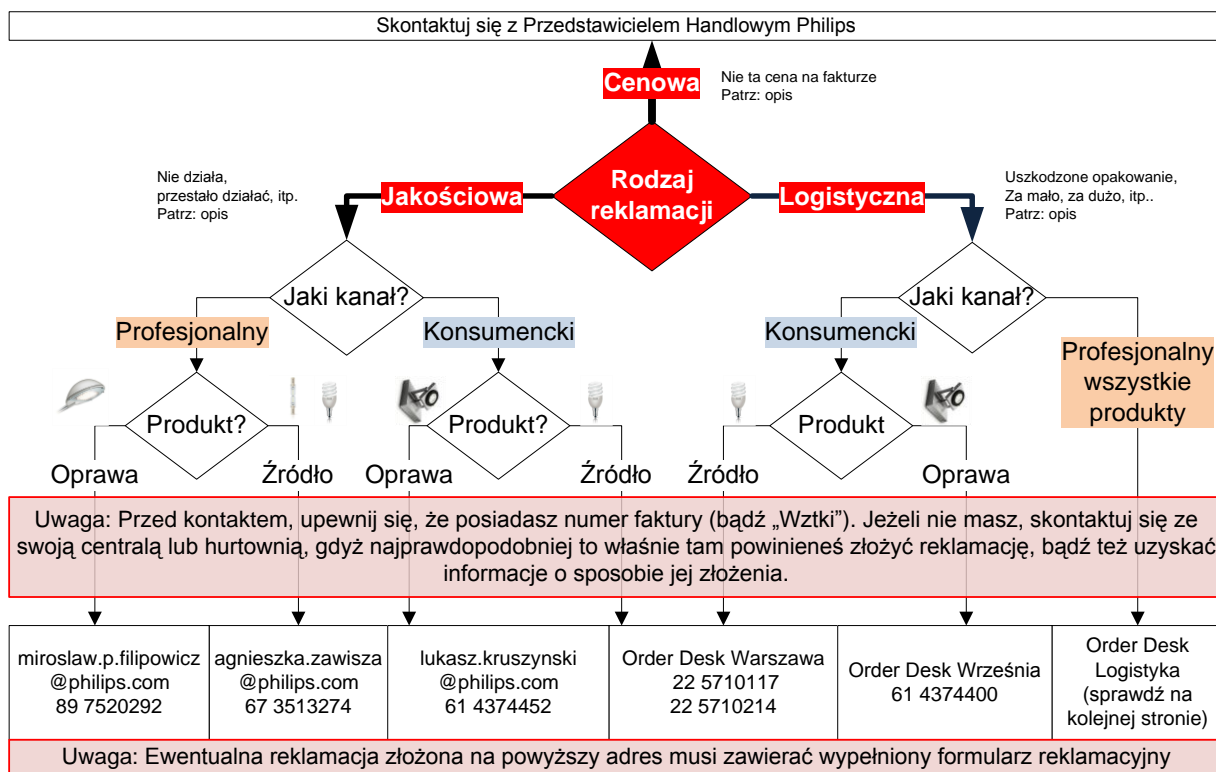 Skontaktuj się z Przedstawicielem Handlowym Philips
Cenowa
Nie ta cena na fakturze
Patrz: opis
Nie działa,
przestało działać, itp.
Patrz: opis
Jakościowa
Rodzaj
reklamacji
Logistyczna
Uszkodzone opakowanie,
Za mało, za dużo, itp..
Patrz: opis
Jaki kanał?
Jaki kanał?
Profesjonalny
Konsumencki
Konsumencki
Profesjonalny
wszystkie
produkty
Produkt?
Produkt?
Produkt
Oprawa
Źródło
Oprawa
Źródło
Źródło
Oprawa
Uwaga: Przed kontaktem, upewnij się, że posiadasz numer faktury (bądź „Wztki”). Jeżeli nie masz, skontaktuj się ze
swoją centralą lub hurtownią, gdyż najprawdopodobniej to właśnie tam powinieneś złożyć reklamację, bądź też uzyskać
informacje o sposobie jej złożenia.
miroslaw.p.filipowicz
@philips.com
89 7520292
agnieszka.zawisza
@philips.com
67 3513274
lukasz.kruszynski
@philips.com
61 4374452
Order Desk Warszawa
22 5710117
22 5710214
Order Desk Września
61 4374400
Order Desk
Logistyka
(sprawdź na
kolejnej stronie)
Uwaga: Ewentualna reklamacja złożona na powyższy adres musi zawierać wypełniony formularz reklamacyjny